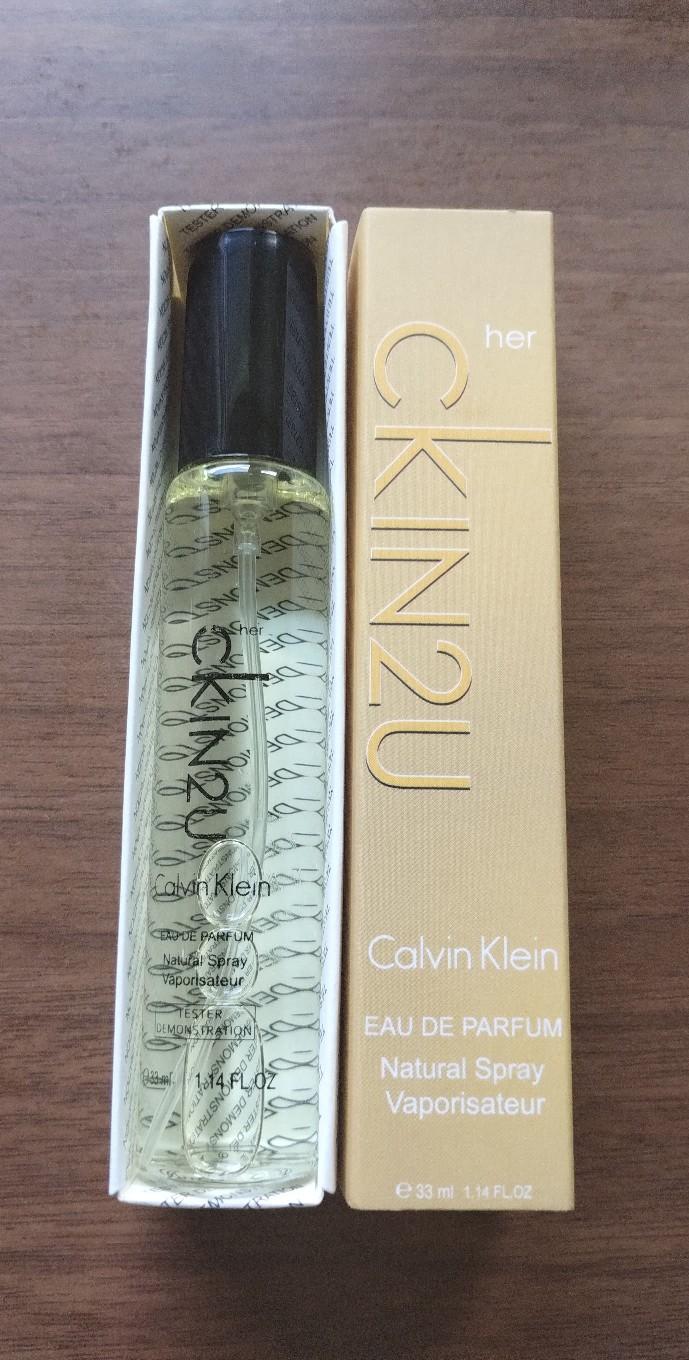 her
CKIN2U
Calvin Klein
EAU DE PARFUM
Natural Spray
Vaporisateur
TESTER
DEMONSTRATION
e 33 ml 1.14 FL.OZ
her
CKIN2U
Calvin Klein
EAU DE PARFUM
Natural Spray
Vaporisateur
e 33 ml 1.14 FL.OZ